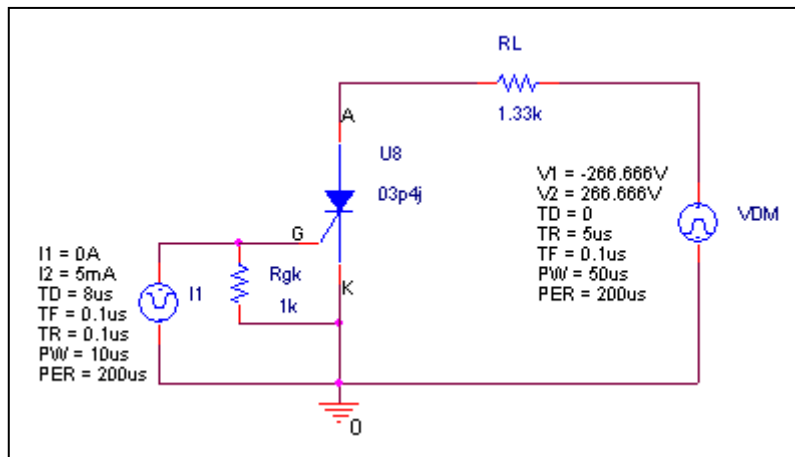 RL
1.33k
A
U8
03p4j
G
K
Rgk
1k
I1 = 0A
I2 = 5mA
TD = 8us
TF = 0.1us
TR = 0.1us
PW = 10us
PER = 200us
I1
V1 = -266.666V
V2 = 266.666V
TD = 0
TR = 5us
TF = 0.1us
PW = 50us
PER = 200us
VDM
0